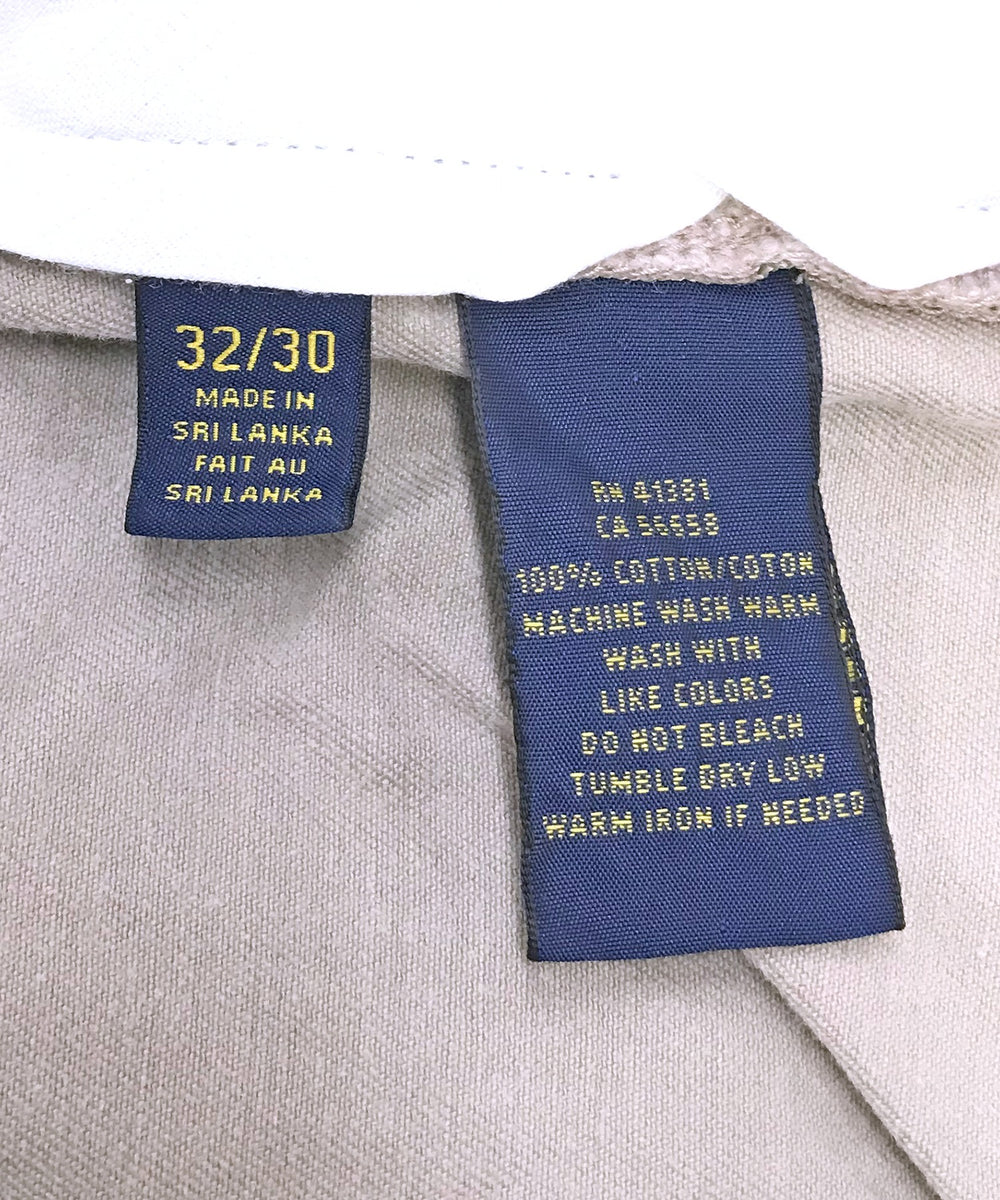 32/30
MADE IN
SRI LANKA
FAIT AU
SRI LANKA
RN 41381
CA 56658
100% COTTON/COTON
MACHINE WASH WARM
WASH WITH
LIKE COLORS
DO NOT BLEACH
TUMBLE DRY LOW
WARM IRON IF NEEDED